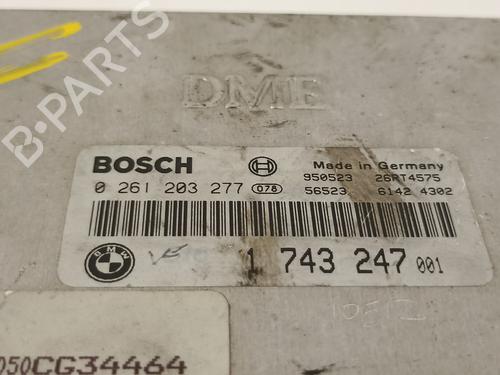 B-PARTS
DME
BOSCH
Made in Germany
0 261 203 277 078
950523 26RT4575
56523 6142 4302
BMW
1 743 247 001
050CG34464